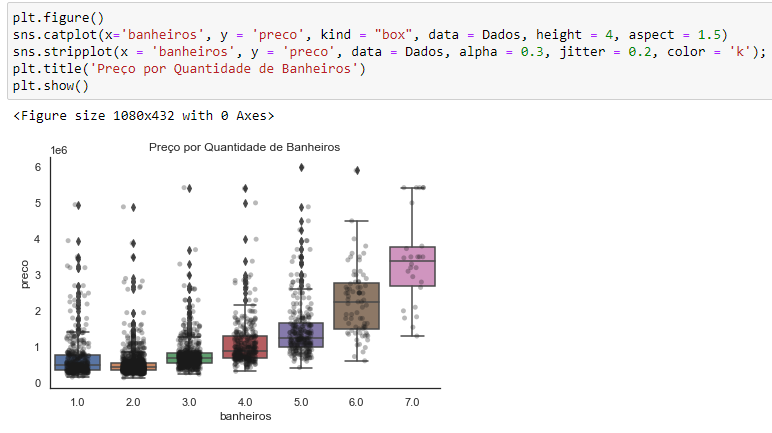 plt.figure()
sns.catplot(x='banheiros', y = 'preco', kind = "box", data = Dados, height = 4, aspect = 1.5)
sns.stripplot(x = 'banheiros', y = 'preco', data = Dados, alpha = 0.3, jitter = 0.2, color = 'k');
plt.title('Preço por Quantidade de Banheiros')
plt.show()
<Figure size 1080x432 with 0 Axes>
1e6
Preço por Quantidade de Banheiros
6
5
4
3
2
1
0
preco
1.0 2.0 3.0 4.0 5.0 6.0 7.0
banheiros